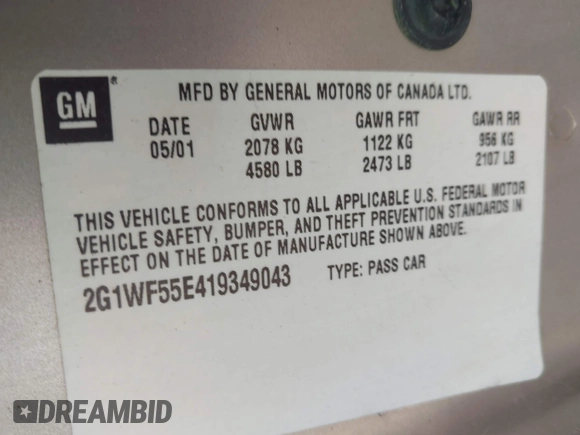 GM ®
MFD BY GENERAL MOTORS OF CANADA LTD.
DATE GVWR GAWR FRT GAWR RR
05/01 2078 KG 1122 KG 956 KG
4580 LB 2473 LB 2107 LB
THIS VEHICLE CONFORMS TO ALL APPLICABLE U.S. FEDERAL MOTOR
VEHICLE SAFETY, BUMPER, AND THEFT PREVENTION STANDARDS IN
EFFECT ON THE DATE OF MANUFACTURE SHOWN ABOVE.
2G1WF55E419349043 TYPE: PASS CAR
DREAMBID